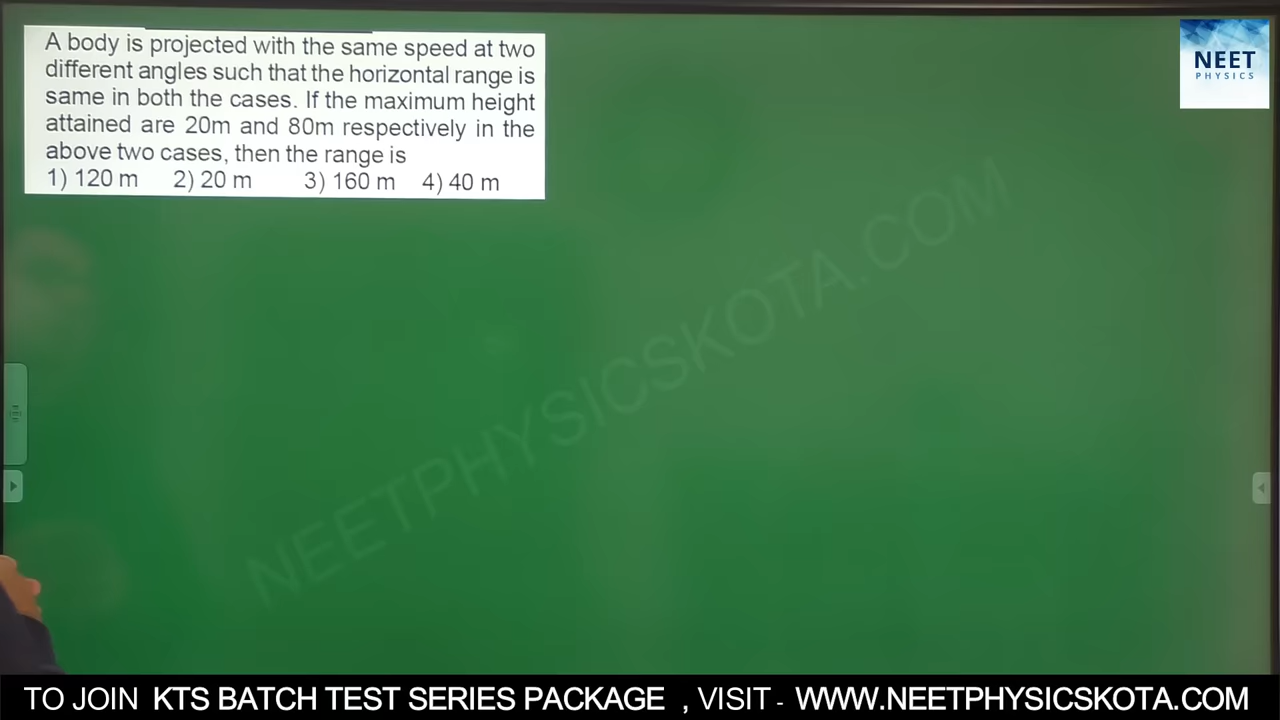 A body is projected with the same speed at two
different angles such that the horizontal range is
same in both the cases. If the maximum height
attained are 20m and 80m respectively in the
above two cases, then the range is
1) 120 m 2) 20 m 3) 160 m 4) 40 m
NEET
PHYSICS
NEETPHYSICSKOTA.COM
TO JOIN KTS BATCH TEST SERIES PACKAGE , VISIT - WWW.NEETPHYSICSKOTA.COM